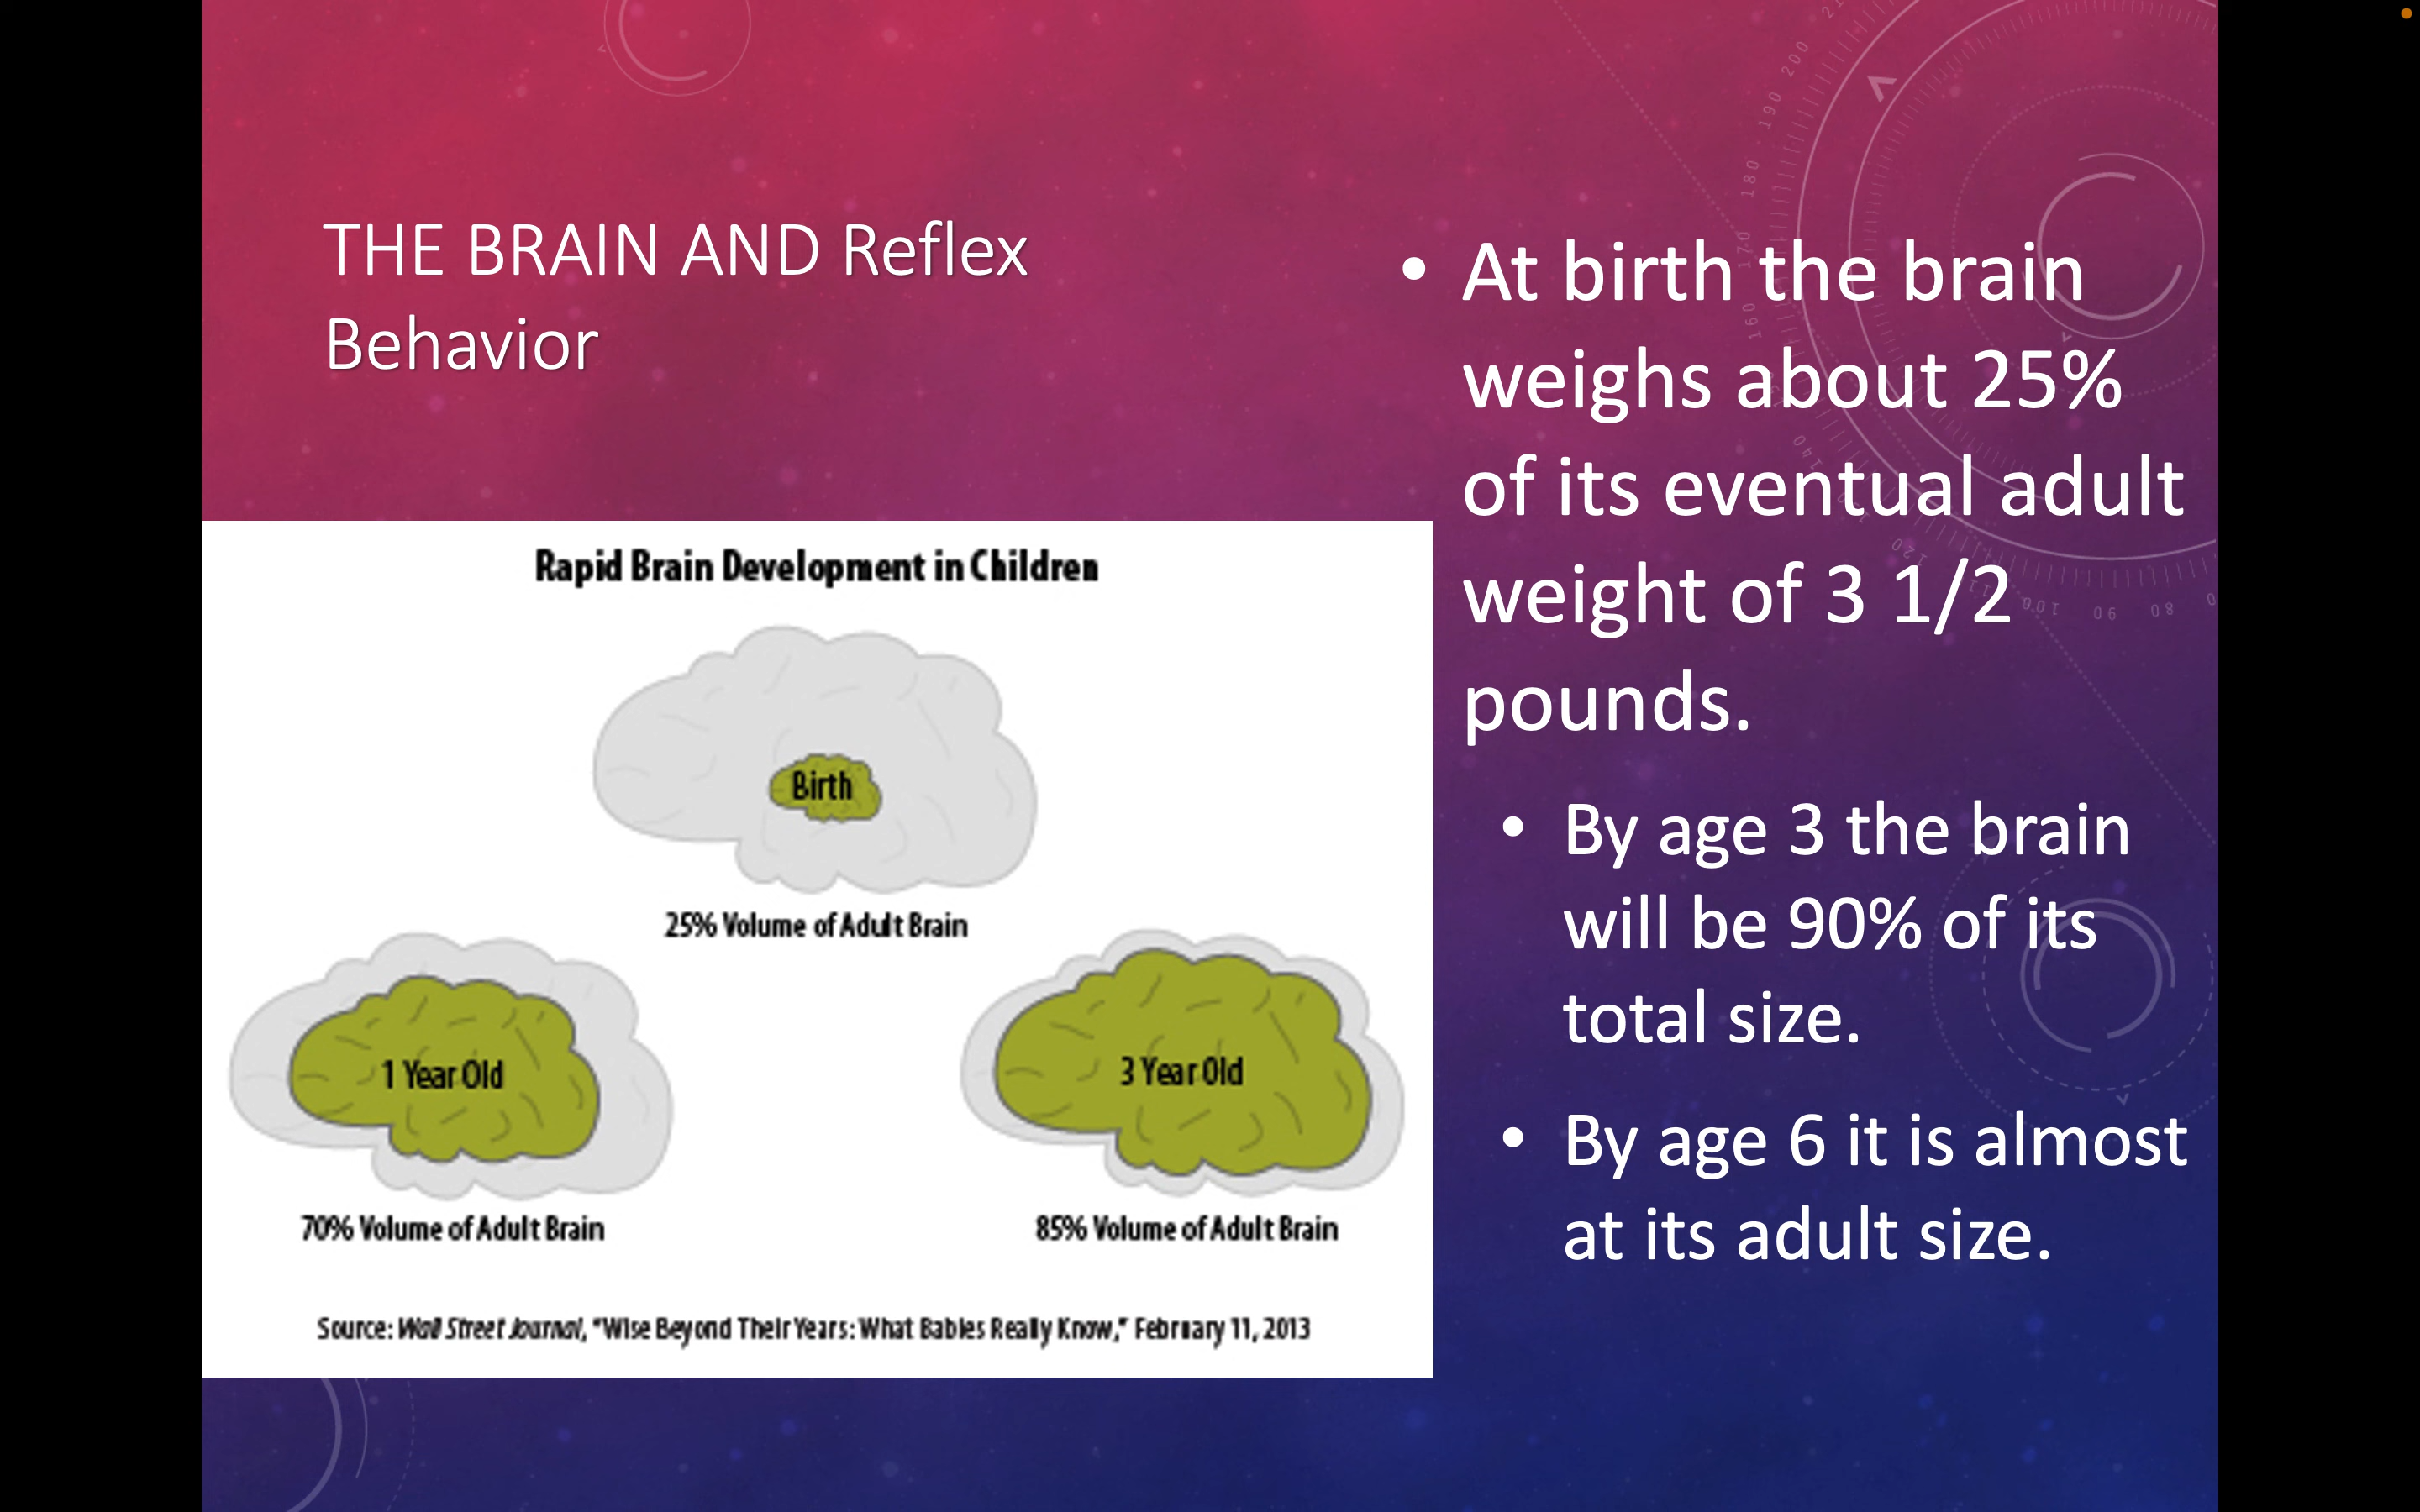 THE BRAIN AND Reflex
Behavior
Rapid Brain Development in Children
Birth
25% Volume of Adult Brain
1 Year Old
70% Volume of Adult Brain
3 Year Old
85% Volume of Adult Brain
Source: Wall Street Journal, "Wise Beyond Their Years: What Babies Really Know," February 11, 2013
• At birth the brain
weighs about 25%
of its eventual adult
weight of 3 1/2
pounds.
• By age 3 the brain
will be 90% of its
total size.
• By age 6 it is almost
at its adult size.